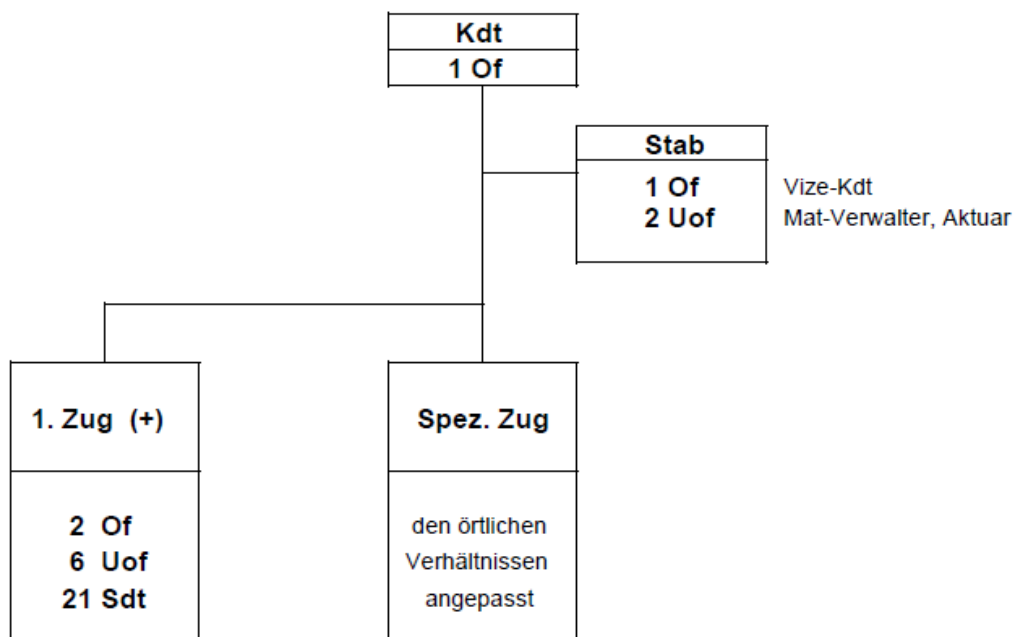 Kdt
1 Of
Stab
1 Of Vize-Kdt
2 Uof Mat-Verwalter, Aktuar
1. Zug (+)
2 Of
6 Uof
21 Sdt
Spez. Zug
den örtlichen
Verhältnissen
angepasst